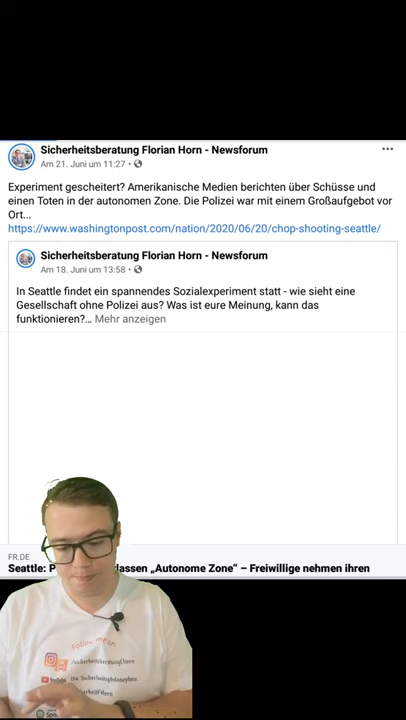 Sicherheitsberatung Florian Horn - Newsforum
Am 21. Juni um 11:27 •
Experiment gescheitert? Amerikanische Medien berichten über Schüsse und
einen Toten in der autonomen Zone. Die Polizei war mit einem Großaufgebot vor
Ort...
https://www.washingtonpost.com/nation/2020/06/20/chop-shooting-seattle/
Sicherheitsberatung Florian Horn - Newsforum
Am 18. Juni um 13:58 •
In Seattle findet ein spannendes Sozialexperiment statt - wie sieht eine
Gesellschaft ohne Polizei aus? Was ist eure Meinung, kann das
funktionieren?... Mehr anzeigen
FR.DE
Seattle: P lassen „Autonome Zone“ – Freiwillige nehmen ihren
Follow me on
YouTube